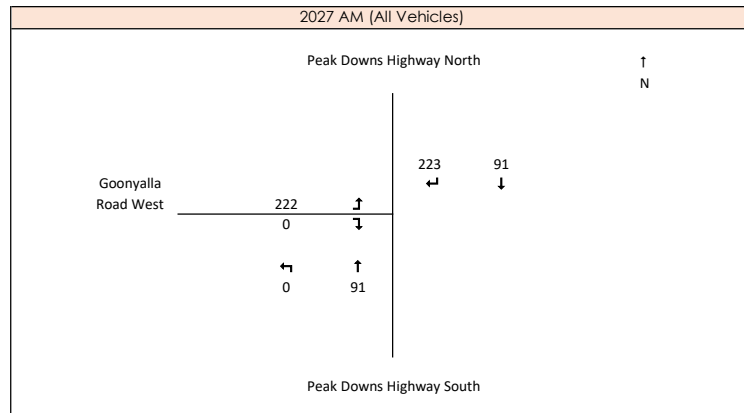 2027 AM (All Vehicles)
Peak Downs Highway North
↑
N
223 91
↵ ↓
Goonyalla
Road West
222 ⮥
0 ⮧
↰ ↑
0 91
Peak Downs Highway South